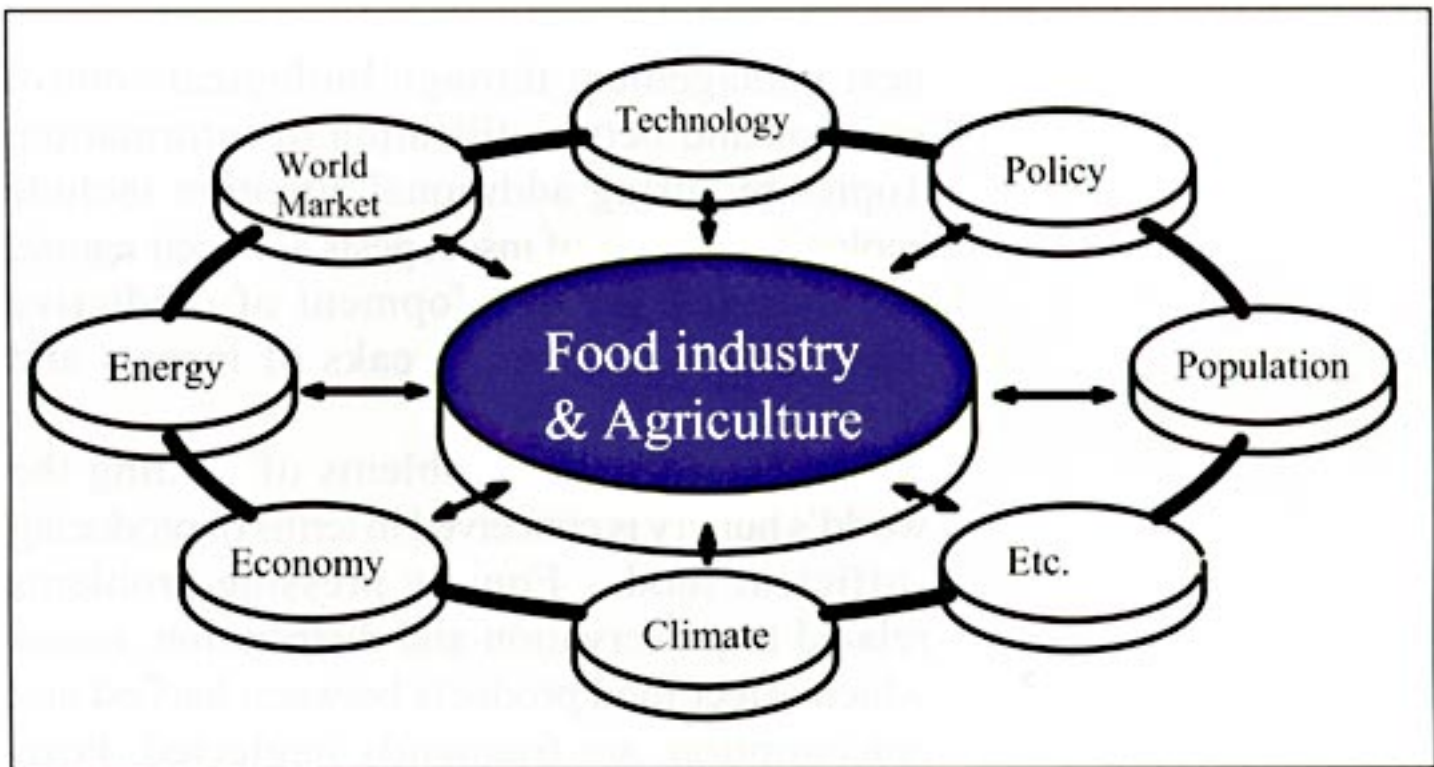 Technology
World
Market
Policy
Energy
Food industry
& Agriculture
Population
Economy
Etc.
Climate